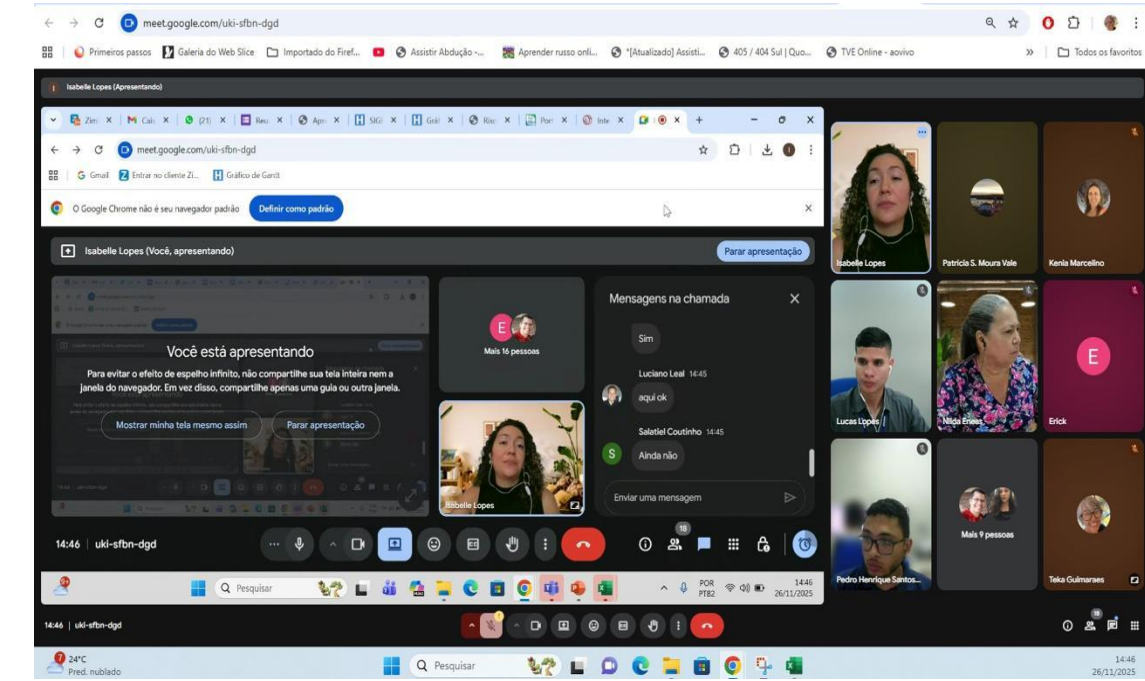 meet.google.com/uki-sfbn-dgd
Primeiros passos
Galeria do Web Slice
Importado do Firef...
Assistir Abdução -...
Aprender russo onli...
*[Atualizado] Assisti...
405 / 404 Sul | Quo...
TVE Online - aovivo
»
Todos os favoritos
Isabelle Lopes (Apresentando)
meet.google.com/uki-sfbn-dgd
Gmail
Entrar no cliente Zi...
Gráfico de Gantt
O Google Chrome não é seu navegador padrão
Definir como padrão
Isabelle Lopes (Você, apresentando)
Parar apresentação
Você está apresentando
Para evitar o efeito de espelho infinito, não compartilhe sua tela inteira nem a
janela do navegador. Em vez disso, compartilhe apenas uma guia ou outra janela.
Mostrar minha tela mesmo assim
Parar apresentação
E
Mais 16 pessoas
Isabelle Lopes
Mensagens na chamada
Sim
Luciano Leal 14:45
aqui ok
Salatiel Coutinho 14:45
S
Ainda não
Enviar uma mensagem
14:46 | uki-sfbn-dgd
18
Pesquisar
POR
PTB2
14:46
26/11/2025
Isabelle Lopes
Patrícia S. Moura Vale
Kenia Marcelino
Lucas Lopes
Nilda Eneas
E
Erick
Pedro Henrique Santos...
Mais 9 pessoas
Teka Guimaraes
14:46 | uki-sfbn-dgd
7
24°C
Pred. nublado
Pesquisar
14:46
26/11/2025